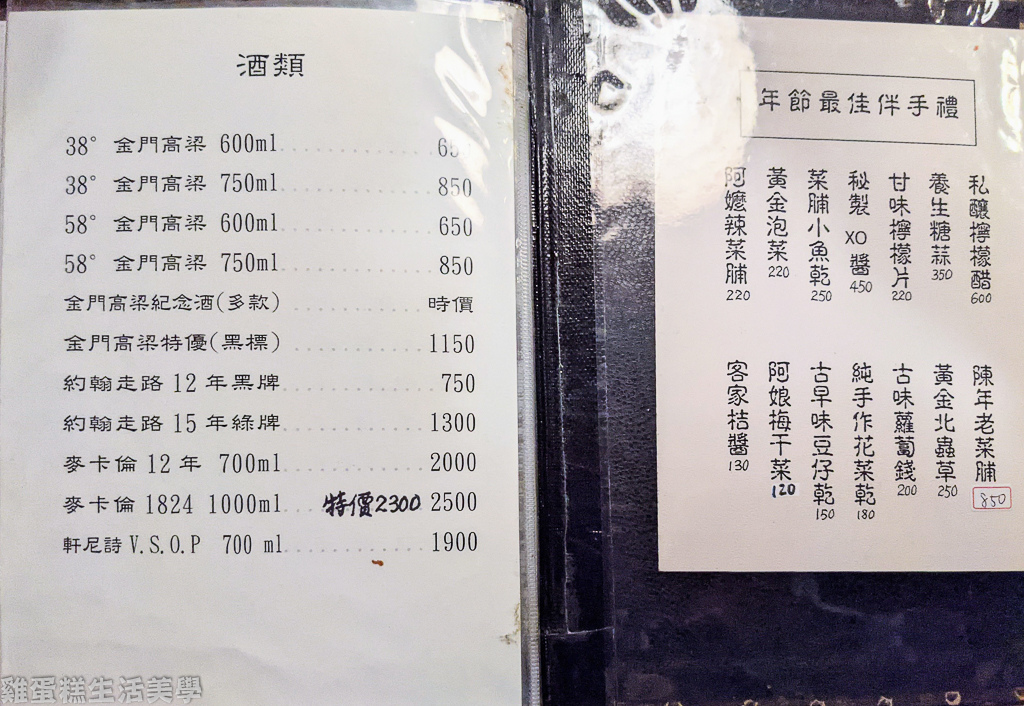 酒類
38° 金門高梁 600ml
38° 金門高梁 750ml 850
58° 金門高梁 600ml 650
58° 金門高梁 750ml 850
金門高梁紀念酒(多款) 時價
金門高梁特優(黑標) 1150
約翰走路 12 年黑牌 750
約翰走路 15 年綠牌 1300
麥卡倫 12 年 700ml 2000
麥卡倫 1824 1000ml 特價2300 2500
軒尼詩 V.S.O.P 700 ml 1900
年節最佳伴手禮
私釀檸檬醋 600
養生糖蒜 350
甘味檸檬片 220
秘製XO醬 450
菜脯小魚乾 250
黃金泡菜 220
阿嬤辣菜脯 220
陳年老菜脯 850
黃金北蟲草 250
古味蘿蔔錢 200
純手作花菜乾 180
古早味豆仔乾 150
阿娘梅干菜 120
客家桔醬 130
雞蛋糕生活美學